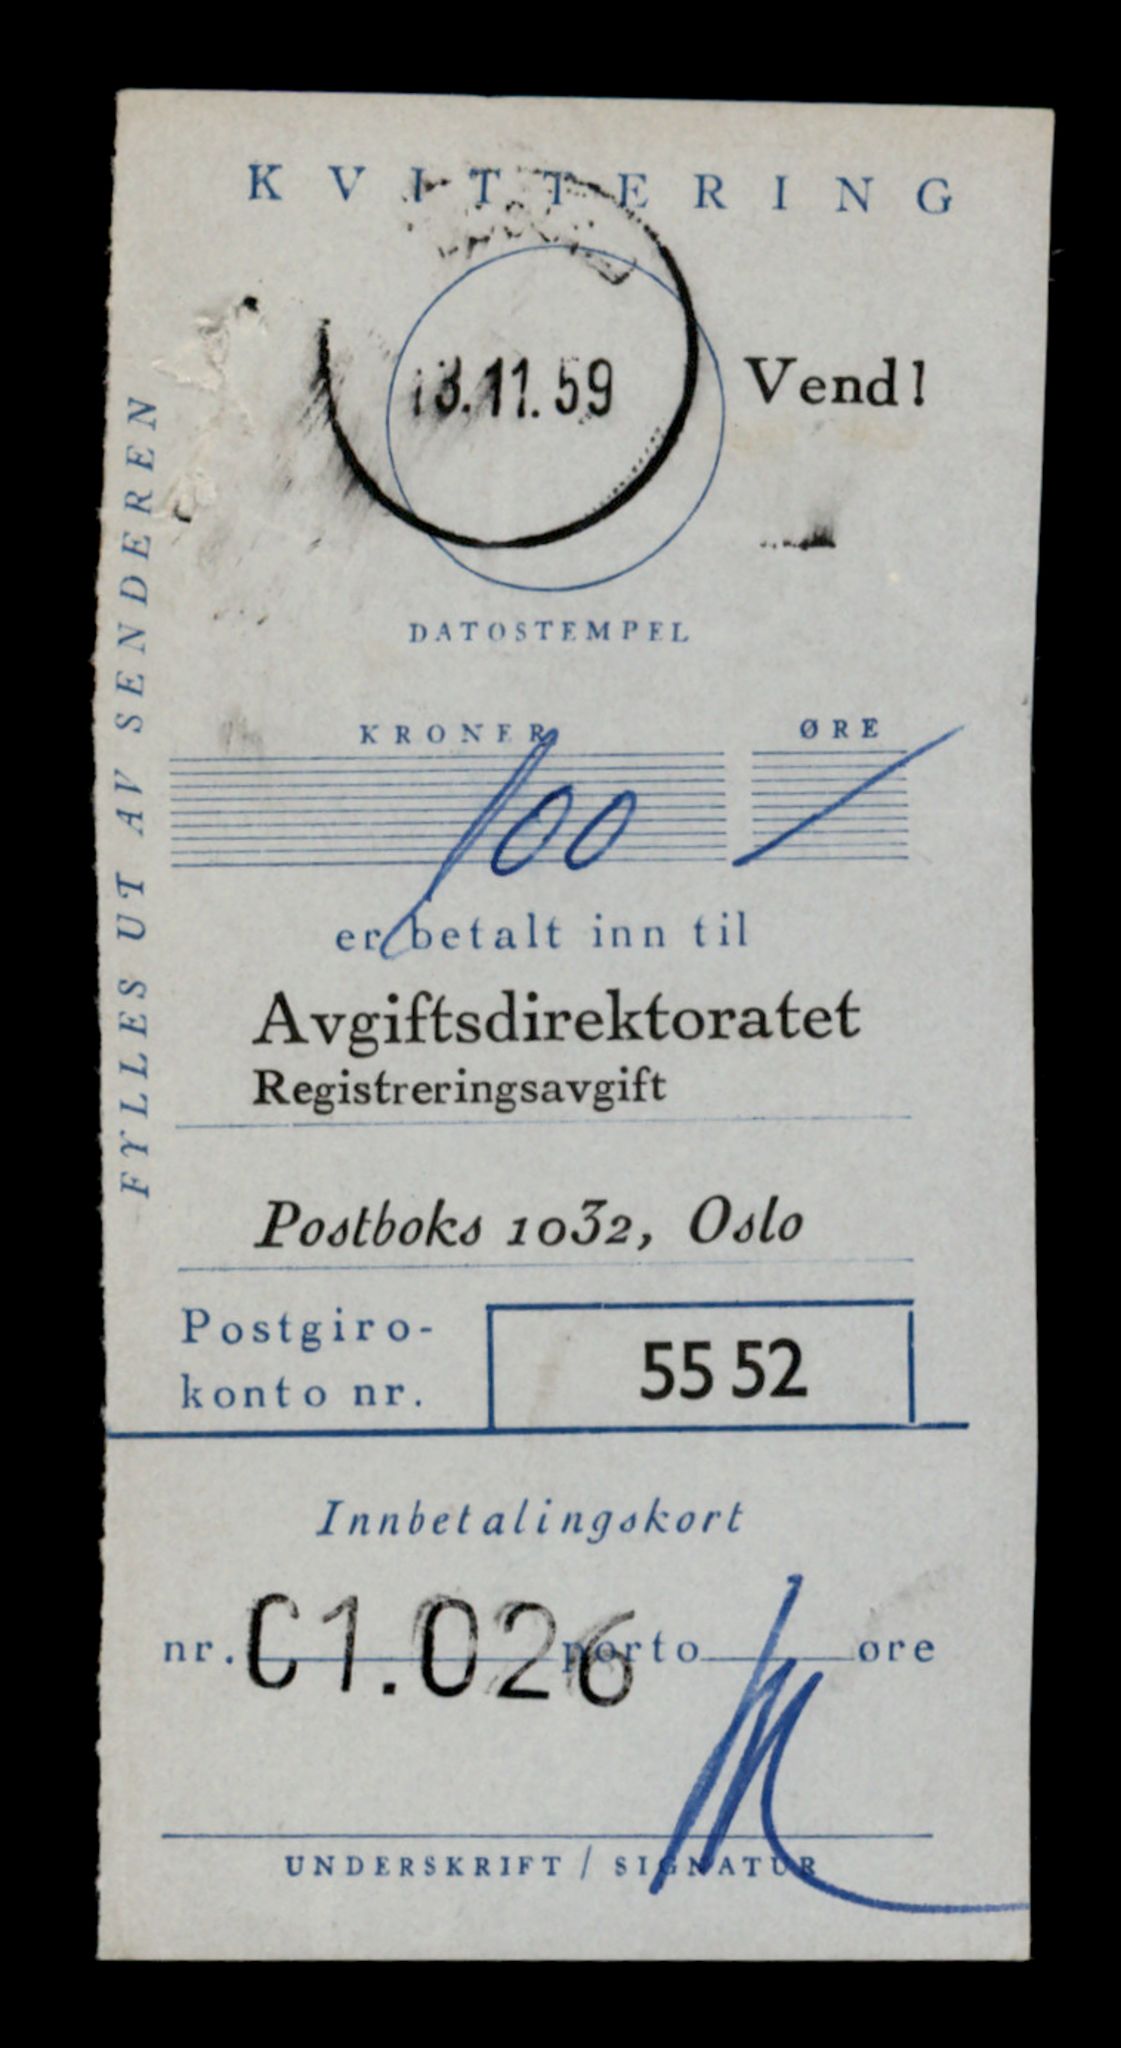 KVITTERING
13.11.59
Vend!
DATOSTEMPEL
FYLLES UT AV SENDEREN
KRONER ØRE
100 /
er betalt inn til
Avgiftsdirektoratet
Registreringsavgift
Postboks 1032, Oslo
Postgiro-
konto nr.
55 52
Innbetalingskort
nr. C1.026 porto øre
UNDERSKRIFT / SIGNATUR